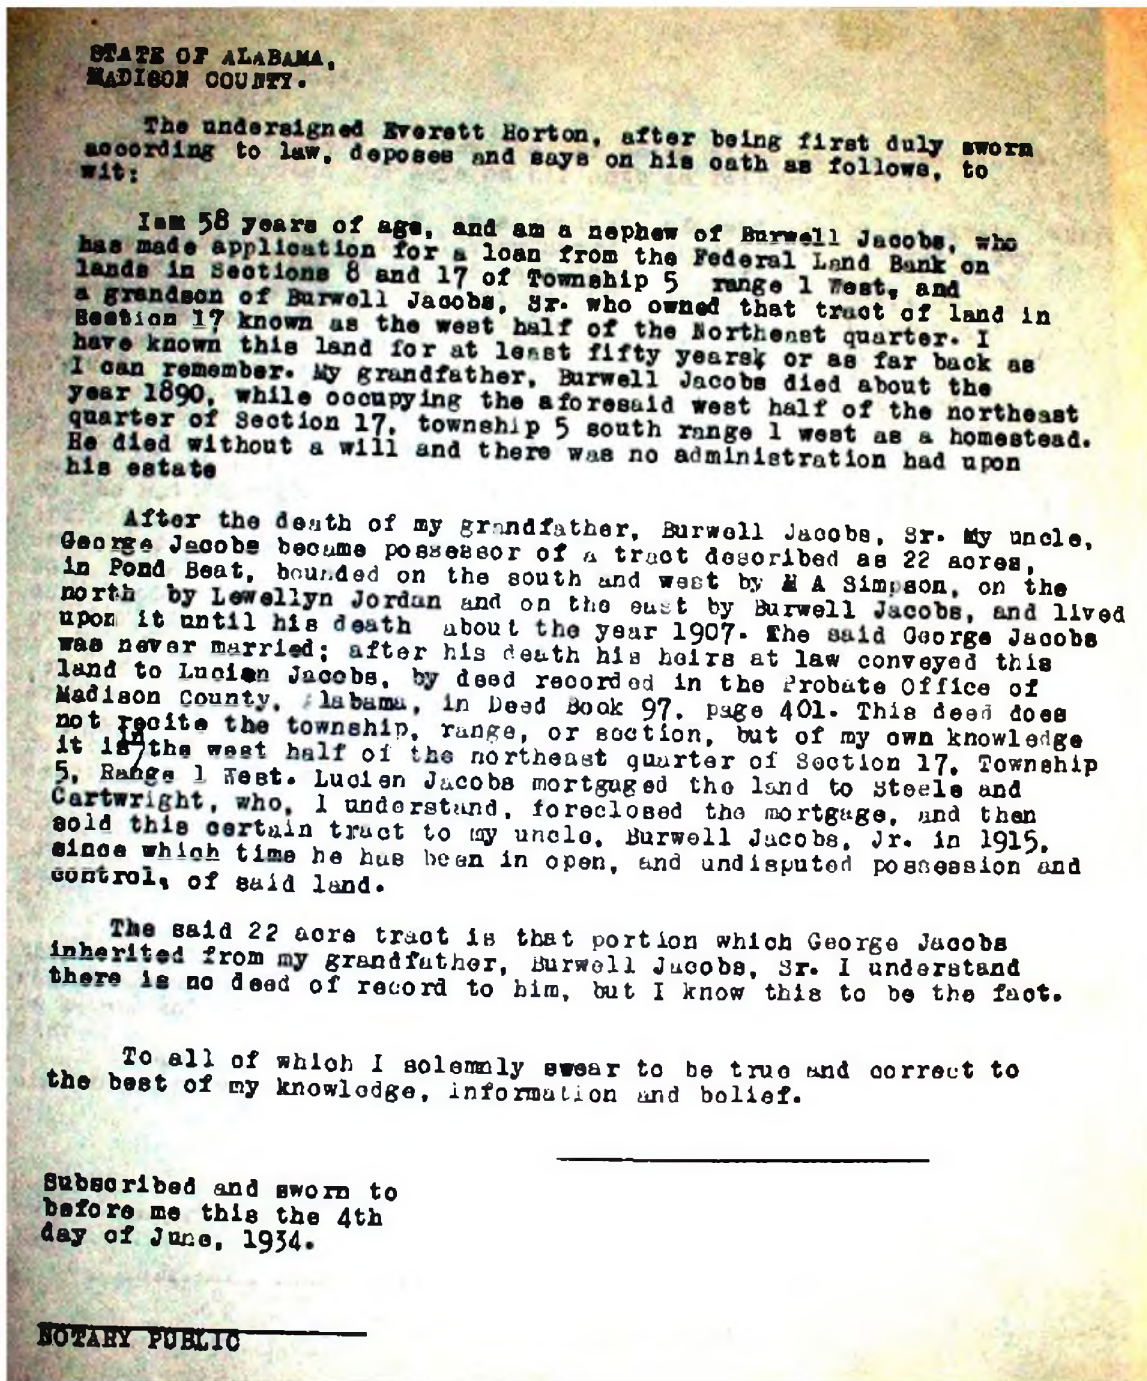 STATE OF ALABAMA,
MADISON COUNTY.
The undersigned Everett Horton, after being first duly sworn
according to law, deposes and says on his oath as follows, to
wit:
Iam 58 years of age, and am a nephew of Burwell Jacobs, who
has made application for a loan from the Federal Land Bank on
lands in Sections 8 and 17 of Township 5 range 1 West, and
a grandson of Burwell Jacobs, Sr. who owned that tract of land in
Section 17 known as the west half of the Northeast quarter. I
have known this land for at least fifty years or as far back as
I can remember. My grandfather, Burwell Jacobs died about the
year 1890, while occupying the aforesaid west half of the northeast
quarter of Section 17, township 5 south range 1 west as a homestead.
He died without a will and there was no administration had upon
his estate
After the death of my grandfather, Burwell Jacobs, Sr. My uncle,
George Jacobs became possessor of a tract described as 22 acres,
in Pond Beat, bounded on the south and west by M A Simpson, on the
north by Lewellyn Jordan and on the east by Burwell Jacobs, and lived
upon it until his death about the year 1907. The said George Jacobs
was never married; after his death his heirs at law conveyed this
land to Lucien Jacobs, by deed recorded in the Probate Office of
Madison County, Alabama, in Deed Book 97, page 401. This deed does
not recite the township, range, or section, but of my own knowledge
it is in the west half of the northeast quarter of Section 17, Township
5, Range 1 West. Lucien Jacobs mortgaged the land to Steele and
Cartwright, who, I understand, foreclosed the mortgage, and then
sold this certain tract to my uncle, Burwell Jacobs, Jr. in 1915,
since which time he has been in open, and undisputed possession and
control, of said land.
The said 22 acre tract is that portion which George Jacobs
inherited from my grandfather, Burwell Jacobs, Sr. I understand
there is no deed of record to him, but I know this to be the fact.
To all of which I solemnly swear to be true and correct to
the best of my knowledge, information and belief.
Subscribed and sworn to
before me this the 4th
day of June, 1934.
NOTARY PUBLIC